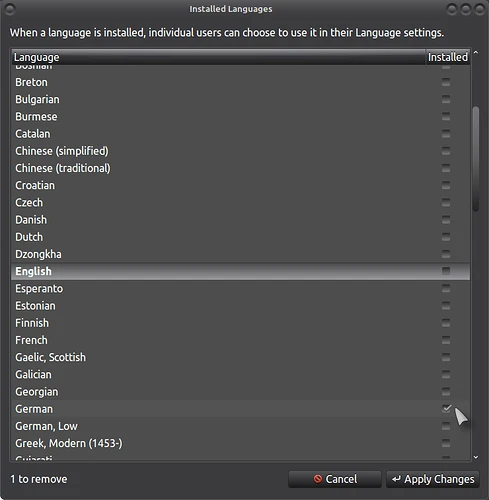 Installed Languages
When a language is installed, individual users can choose to use it in their Language settings.
Language Installed
Bosnian
Breton
Bulgarian
Burmese
Catalan
Chinese (simplified)
Chinese (traditional)
Croatian
Czech
Danish
Dutch
Dzongkha
English
Esperanto
Estonian
Finnish
French
Gaelic, Scottish
Galician
Georgian
German
German, Low
Greek, Modern (1453-)
Gujarati
1 to remove Cancel Apply Changes